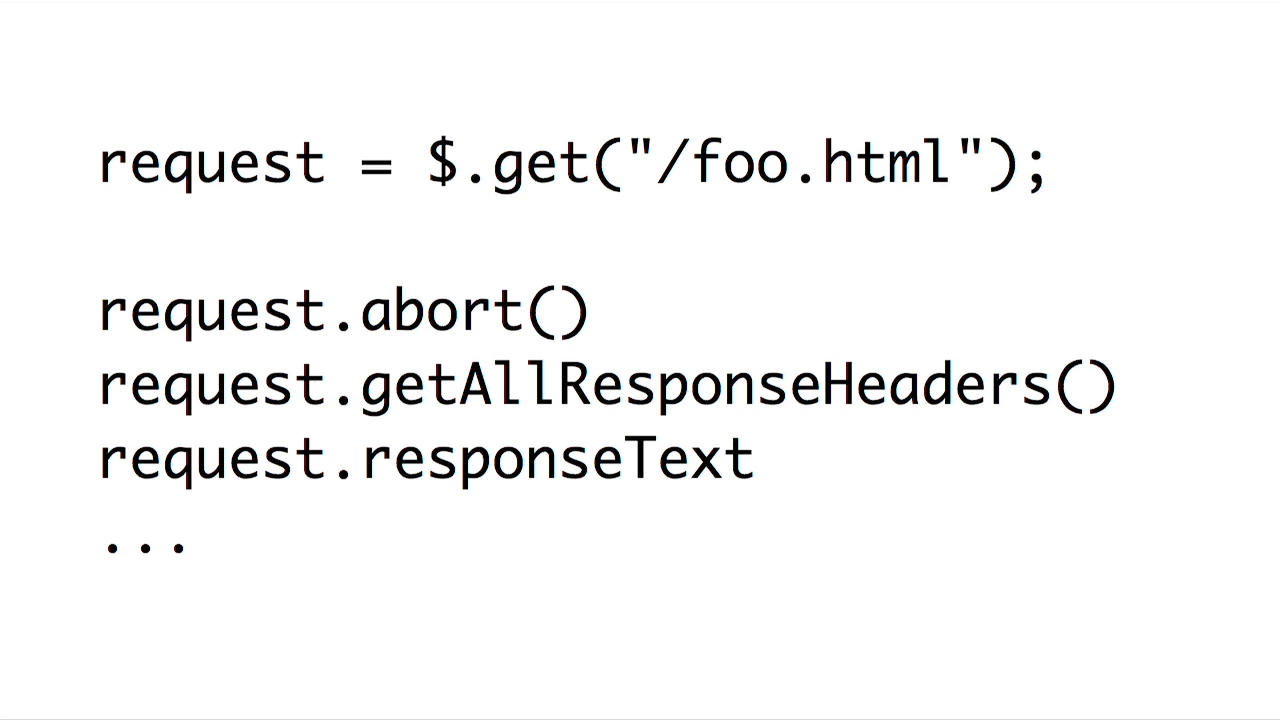 request = $.get("/foo.html");
request.abort()
request.getAllResponseHeaders()
request.responseText
...